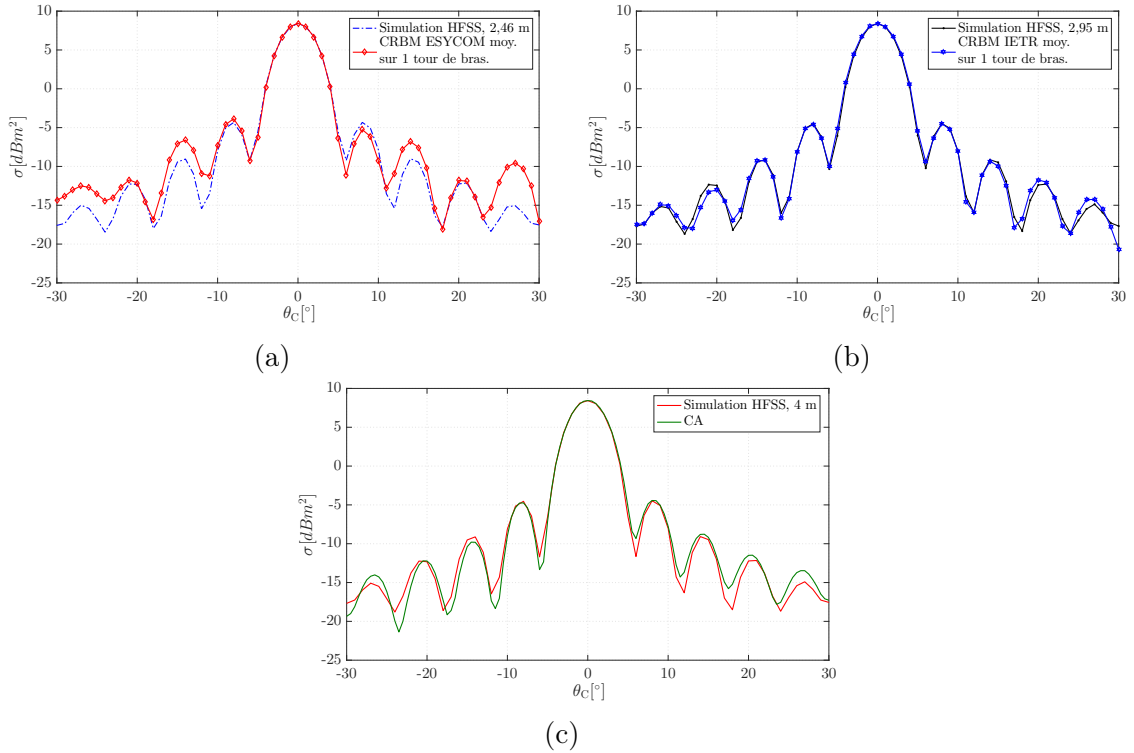 10
5
0
-5
-10
-15
-20
-25
σ[dBm²]
-30 -20 -10 0 10 20 30
θ_C[°]
Simulation HFSS, 2,46 m
CRBM ESYCOM moy.
sur 1 tour de bras.
(a)
10
5
0
-5
-10
-15
-20
-25
σ[dBm²]
-30 -20 -10 0 10 20 30
θ_C[°]
Simulation HFSS, 2,95 m
CRBM IETR moy.
sur 1 tour de bras.
(b)
10
5
0
-5
-10
-15
-20
-25
σ[dBm²]
-30 -20 -10 0 10 20 30
θ_C[°]
Simulation HFSS, 4 m
CA
(c)